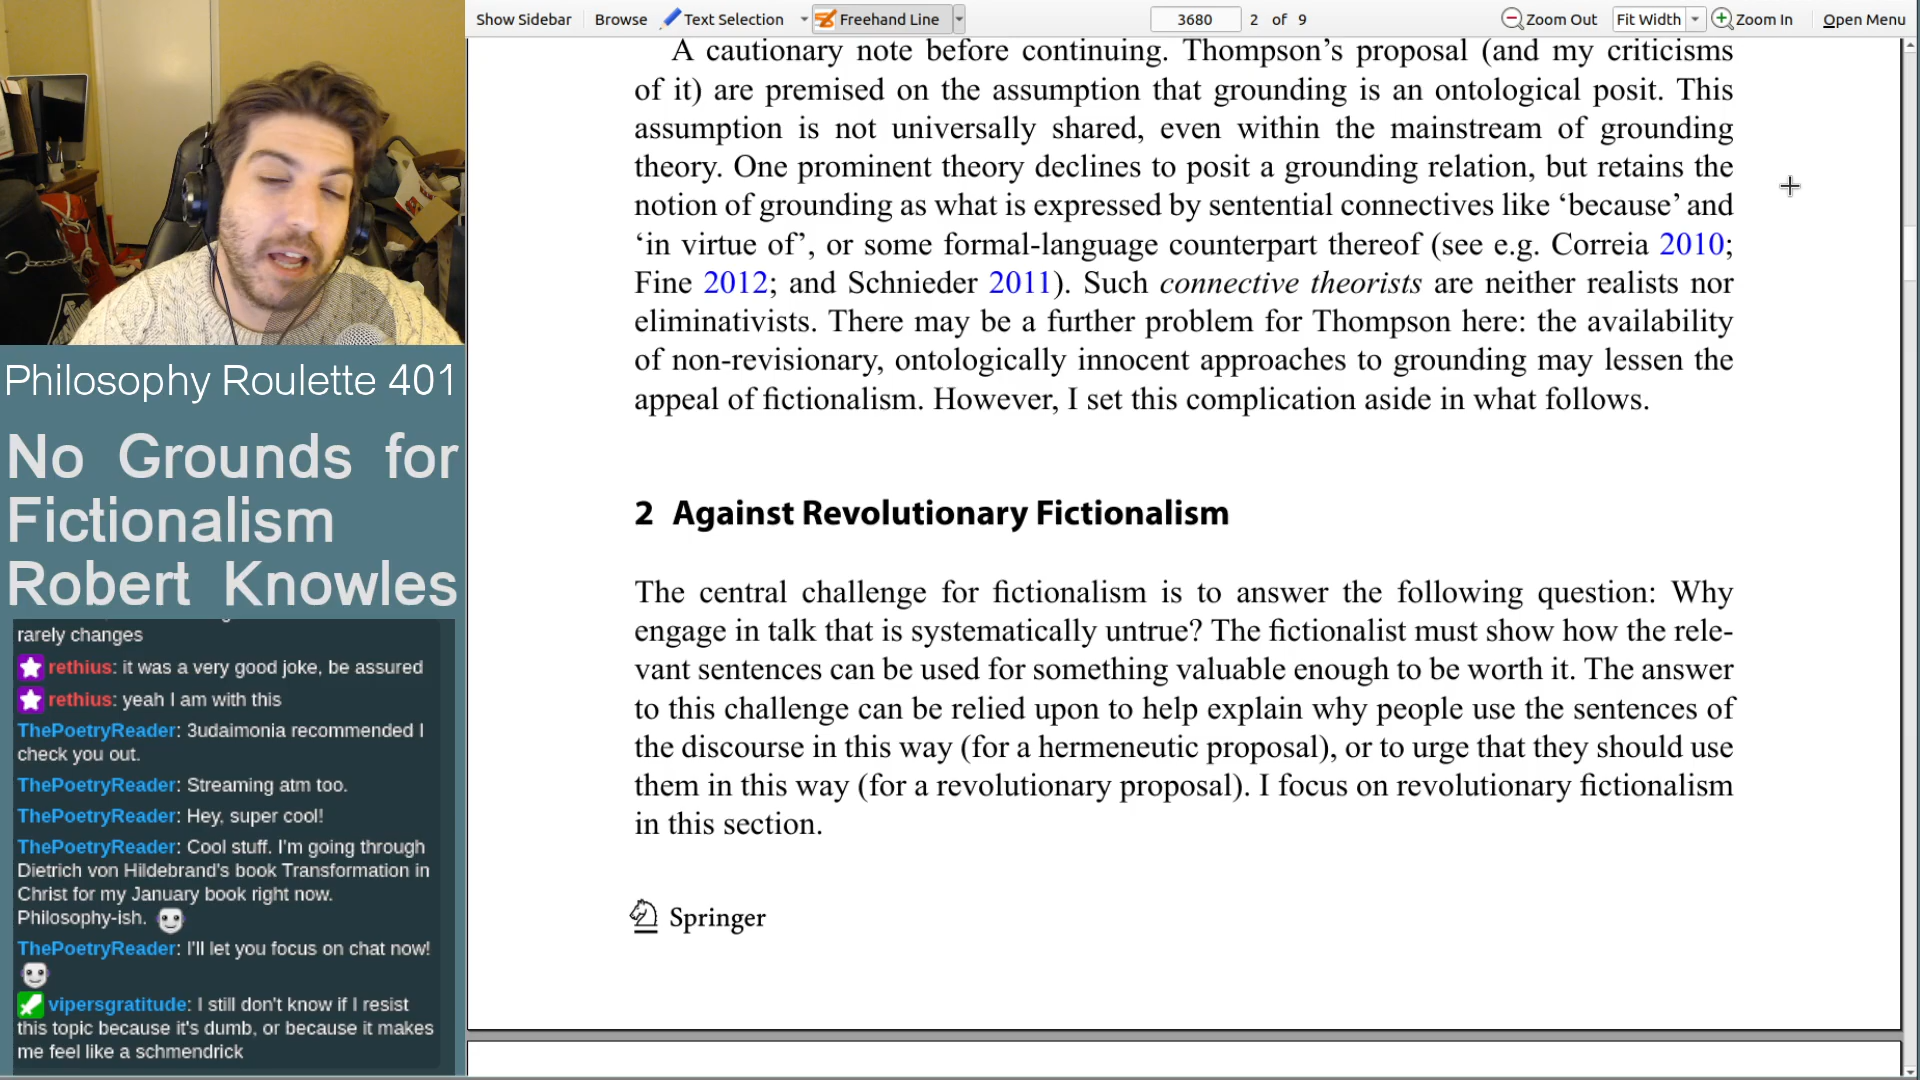 Show Sidebar Browse Text Selection Freehand Line 3680 2 of 9 Zoom Out Fit Width Zoom In Open Menu
A cautionary note before continuing. Thompson’s proposal (and my criticisms
of it) are premised on the assumption that grounding is an ontological posit. This
assumption is not universally shared, even within the mainstream of grounding
theory. One prominent theory declines to posit a grounding relation, but retains the
notion of grounding as what is expressed by sentential connectives like ‘because’ and
‘in virtue of’, or some formal-language counterpart thereof (see e.g. Correia 2010;
Fine 2012; and Schnieder 2011). Such connective theorists are neither realists nor
eliminativists. There may be a further problem for Thompson here: the availability
of non-revisionary, ontologically innocent approaches to grounding may lessen the
appeal of fictionalism. However, I set this complication aside in what follows.
2 Against Revolutionary Fictionalism
The central challenge for fictionalism is to answer the following question: Why
engage in talk that is systematically untrue? The fictionalist must show how the rele-
vant sentences can be used for something valuable enough to be worth it. The answer
to this challenge can be relied upon to help explain why people use the sentences of
the discourse in this way (for a hermeneutic proposal), or to urge that they should use
them in this way (for a revolutionary proposal). I focus on revolutionary fictionalism
in this section.
Springer
Philosophy Roulette 401
No Grounds for
Fictionalism
Robert Knowles
rarely changes
rethius: it was a very good joke, be assured
rethius: yeah I am with this
ThePoetryReader: 3udaimonia recommended I
check you out.
ThePoetryReader: Streaming atm too.
ThePoetryReader: Hey, super cool!
ThePoetryReader: Cool stuff. I'm going through
Dietrich von Hildebrand's book Transformation in
Christ for my January book right now.
Philosophy-ish.
ThePoetryReader: I'll let you focus on chat now!
vipersgratitude: I still don't know if I resist
this topic because it's dumb, or because it makes
me feel like a schmendrick